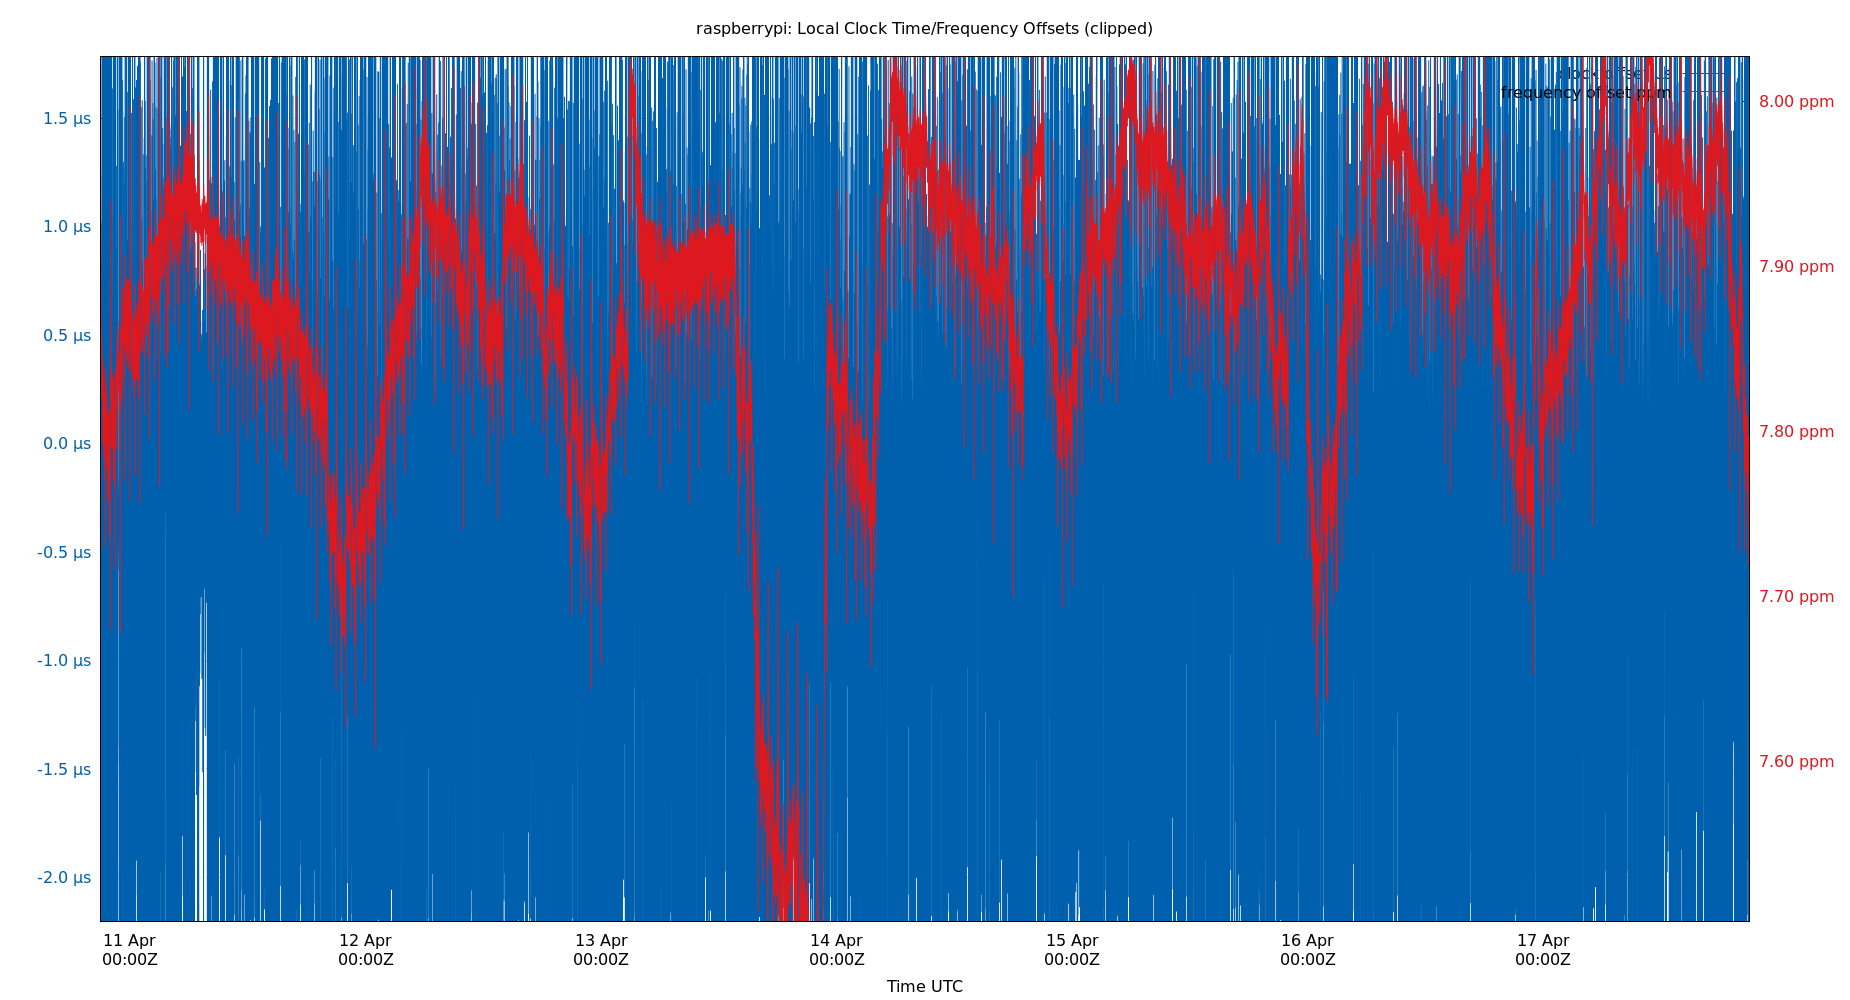 raspberrypi: Local Clock Time/Frequency Offsets (clipped)
clock offset µs
frequency offset ppm
1.5 µs
1.0 µs
0.5 µs
0.0 µs
-0.5 µs
-1.0 µs
-1.5 µs
-2.0 µs
8.00 ppm
7.90 ppm
7.80 ppm
7.70 ppm
7.60 ppm
11 Apr
00:00Z
12 Apr
00:00Z
13 Apr
00:00Z
14 Apr
00:00Z
15 Apr
00:00Z
16 Apr
00:00Z
17 Apr
00:00Z
Time UTC